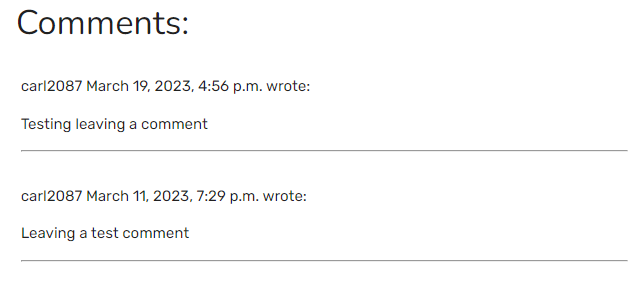 Comments:
carl2087 March 19, 2023, 4:56 p.m. wrote:
Testing leaving a comment
carl2087 March 11, 2023, 7:29 p.m. wrote:
Leaving a test comment